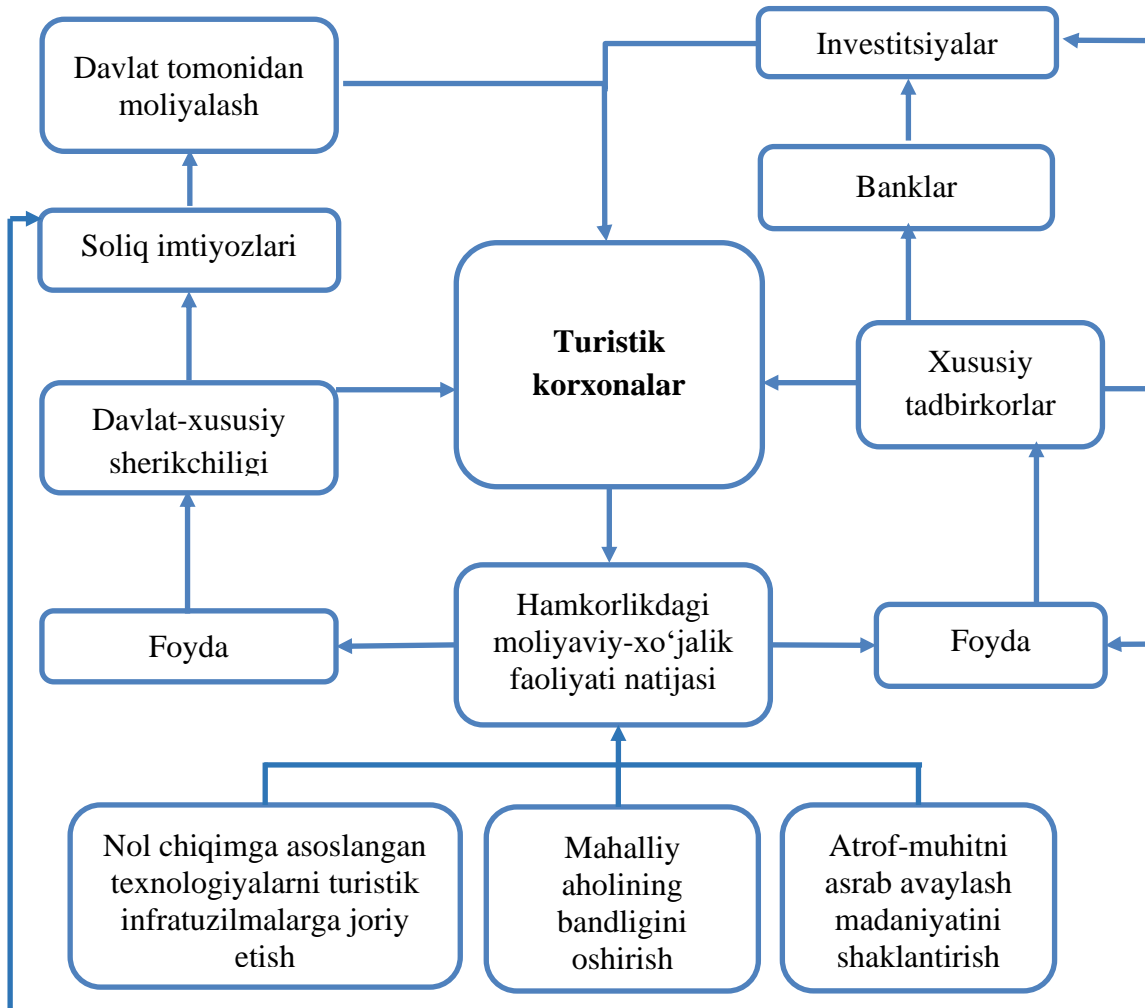 Davlat tomonidan
moliyalash
Investitsiyalar
Banklar
Soliq imtiyozlari
Turistik
korxonalar
Xususiy
tadbirkorlar
Davlat-xususiy
sherikchiligi
Foyda
Hamkorlikdagi
moliyaviy-xo‘jalik
faoliyati natijasi
Foyda
Nol chiqimga asoslangan
texnologiyalarni turistik
infratuzilmalarga joriy
etish
Mahalliy
aholining
bandligini
oshirish
Atrof-muhitni
asrab avaylash
madaniyatini
shaklantirish